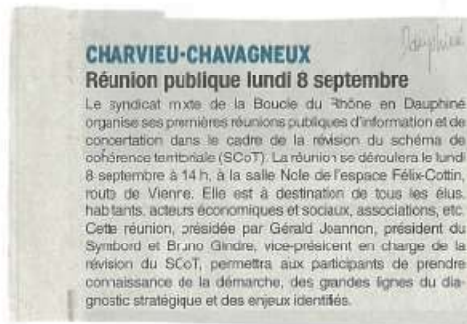 Dauphiné
CHARVIEU-CHAVAGNEUX
Réunion publique lundi 8 septembre
Le syndicat mixte de la Boucle du Rhône en Dauphiné
organise ses premières réunions publiques d'information et de
concertation dans le cadre de la révision du schéma de
cohérence territoriale (SCoT). La réunion se déroulera le lundi
8 septembre à 14 h, à la salle Nole de l'espace Félix-Cottin,
route de Vienne. Elle est à destination de tous les élus,
habitants, acteurs économiques et sociaux, associations, etc.
Cette réunion, présidée par Gérald Joannon, président du
Symbord et Bruno Gindre, vice-président en charge de la
révision du SCoT, permettra aux participants de prendre
connaissance de la démarche, des grandes lignes du dia-
gnostic stratégique et des enjeux identifiés.